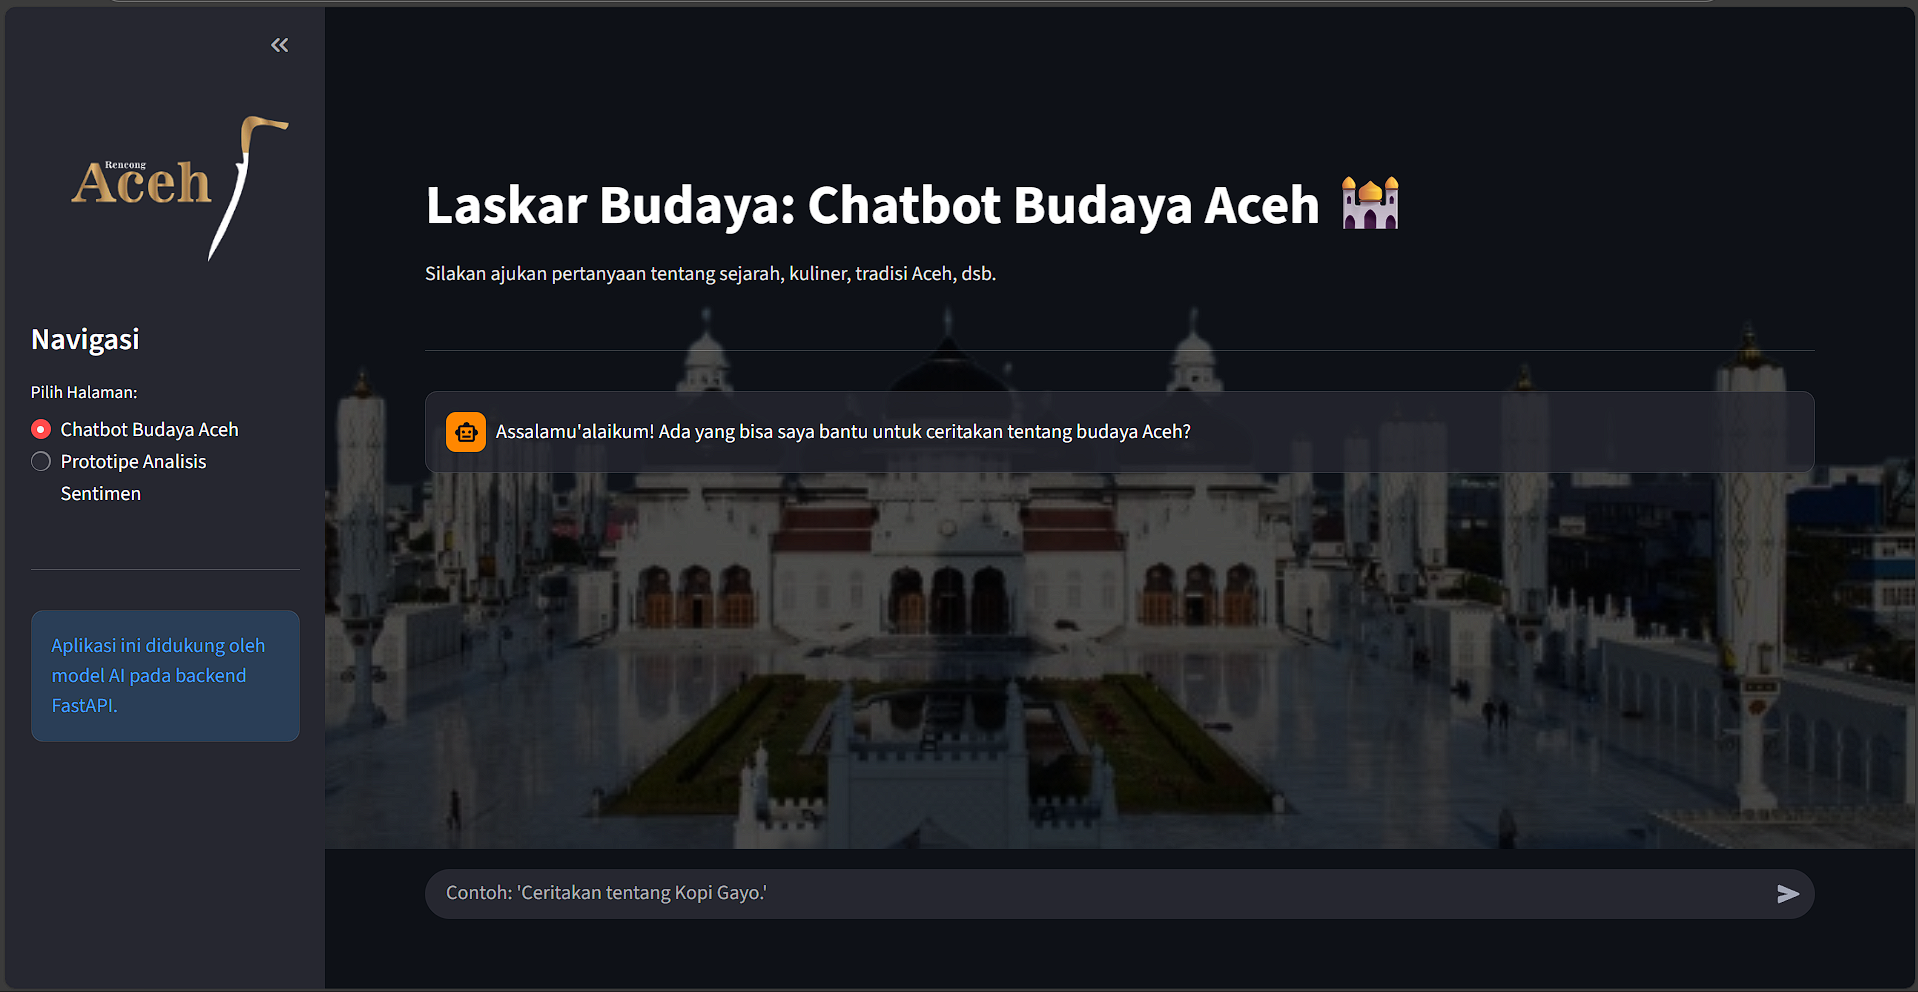 Rencong
Aceh
Navigasi
Pilih Halaman:
Chatbot Budaya Aceh
Prototipe Analisis
Sentimen
Aplikasi ini didukung oleh
model AI pada backend
FastAPI.
Laskar Budaya: Chatbot Budaya Aceh 🕌
Silakan ajukan pertanyaan tentang sejarah, kuliner, tradisi Aceh, dsb.
Assalamu'alaikum! Ada yang bisa saya bantu untuk ceritakan tentang budaya Aceh?
Contoh: 'Ceritakan tentang Kopi Gayo.'